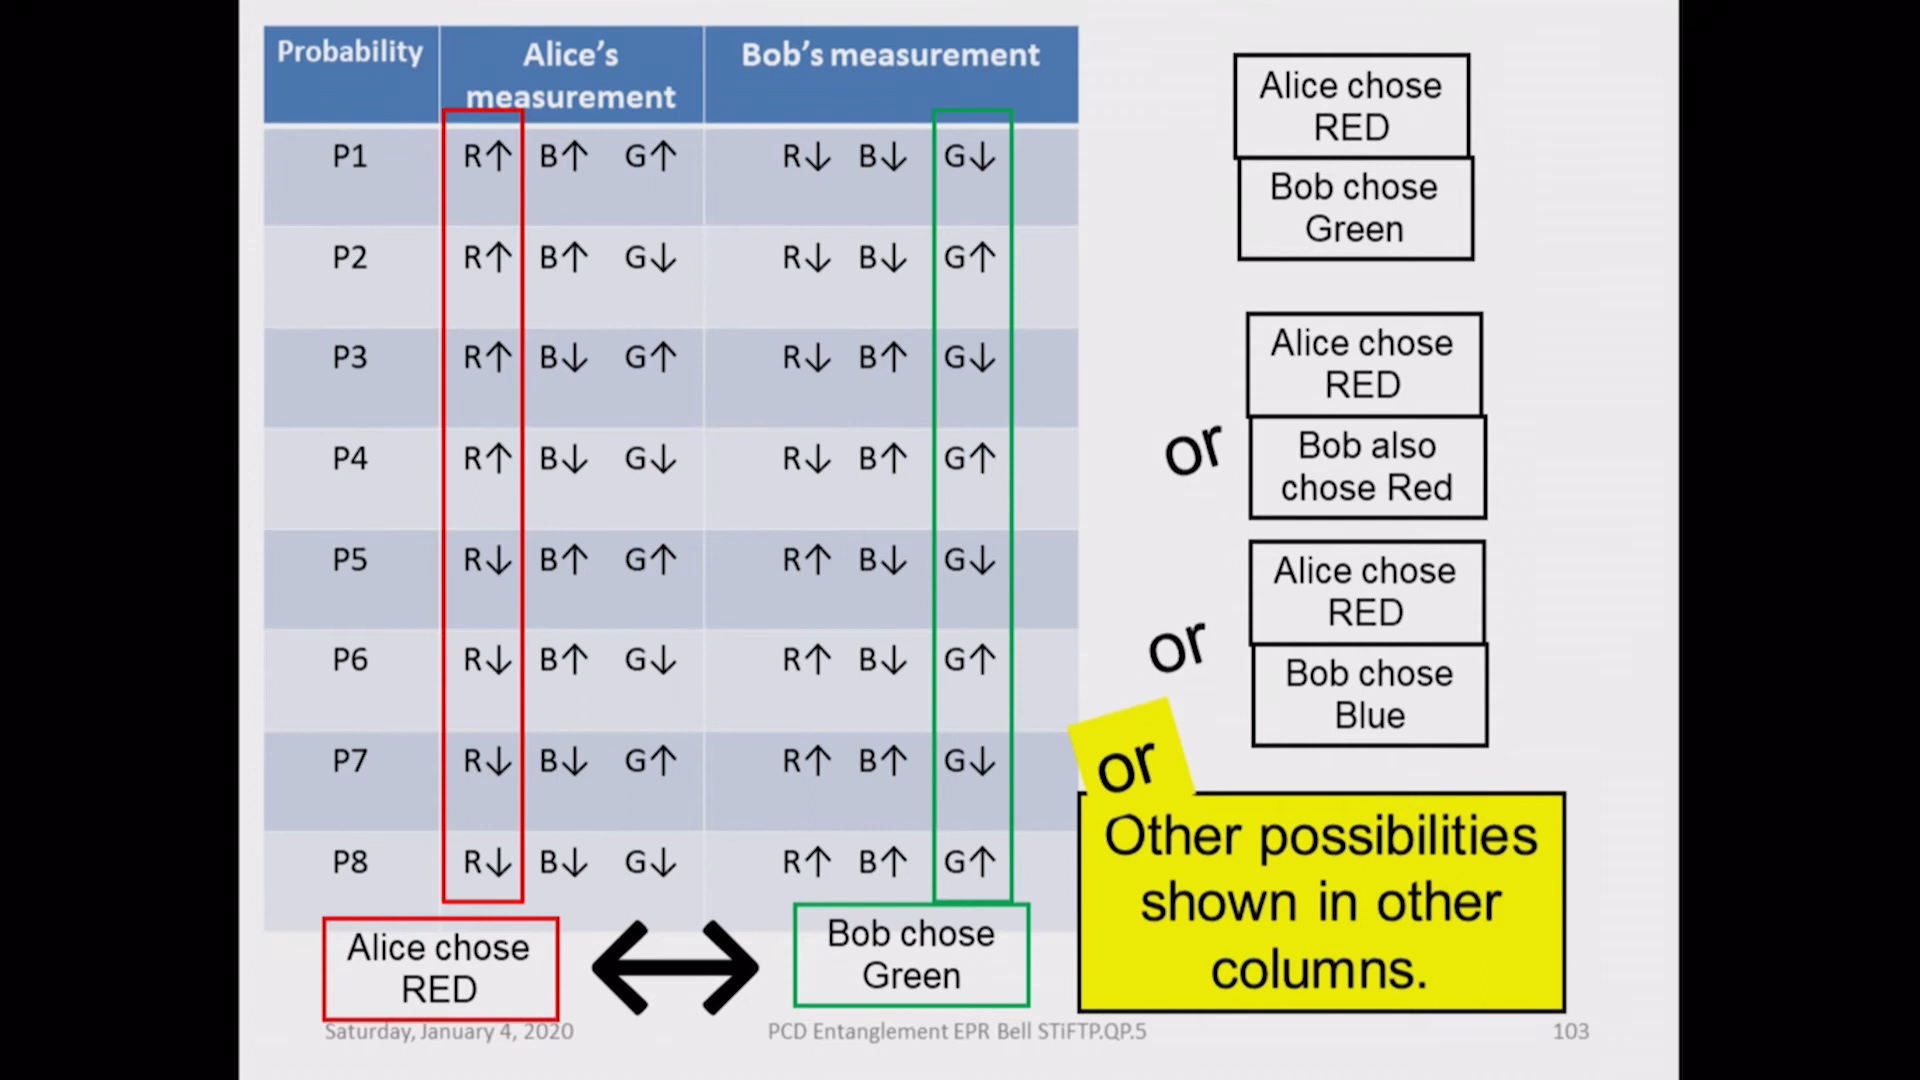 Probability Alice's measurement Bob's measurement
P1 R↑ B↑ G↑ R↓ B↓ G↓
P2 R↑ B↑ G↓ R↓ B↓ G↑
P3 R↑ B↓ G↑ R↓ B↑ G↓
P4 R↑ B↓ G↓ R↓ B↑ G↑
P5 R↓ B↑ G↑ R↑ B↓ G↓
P6 R↓ B↑ G↓ R↑ B↓ G↑
P7 R↓ B↓ G↑ R↑ B↑ G↓
P8 R↓ B↓ G↓ R↑ B↑ G↑
Alice chose
RED
Bob chose
Green
Alice chose
RED
Bob chose
Green
or
Alice chose
RED
Bob also
chose Red
or
Alice chose
RED
Bob chose
Blue
or
Other possibilities
shown in other
columns.
Saturday, January 4, 2020
PCD Entanglement EPR Bell STiFTP.QP.5
103